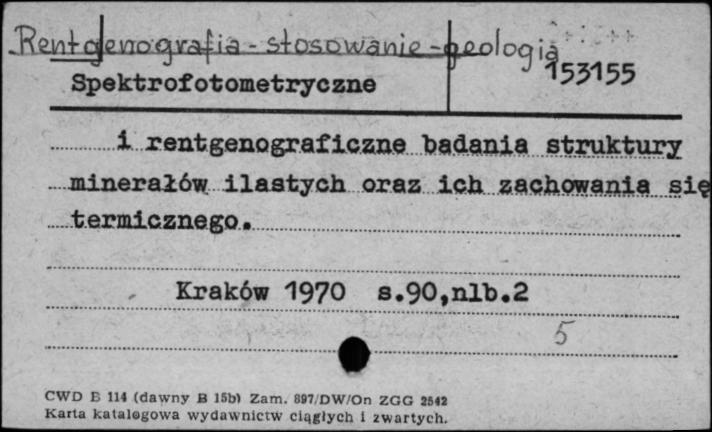 Rentgenografia - stosowanie - geologia
153155
Spektrofotometryczne
i rentgenograficzne badania struktury
minerałów ilastych oraz ich zachowania się
termicznego.
Kraków 1970 s.90,nlb.2
5
CWD B 114 (dawny B 15b) Zam. 897/DW/On ZGG 2542
Karta katalogowa wydawnictw ciągłych i zwartych.